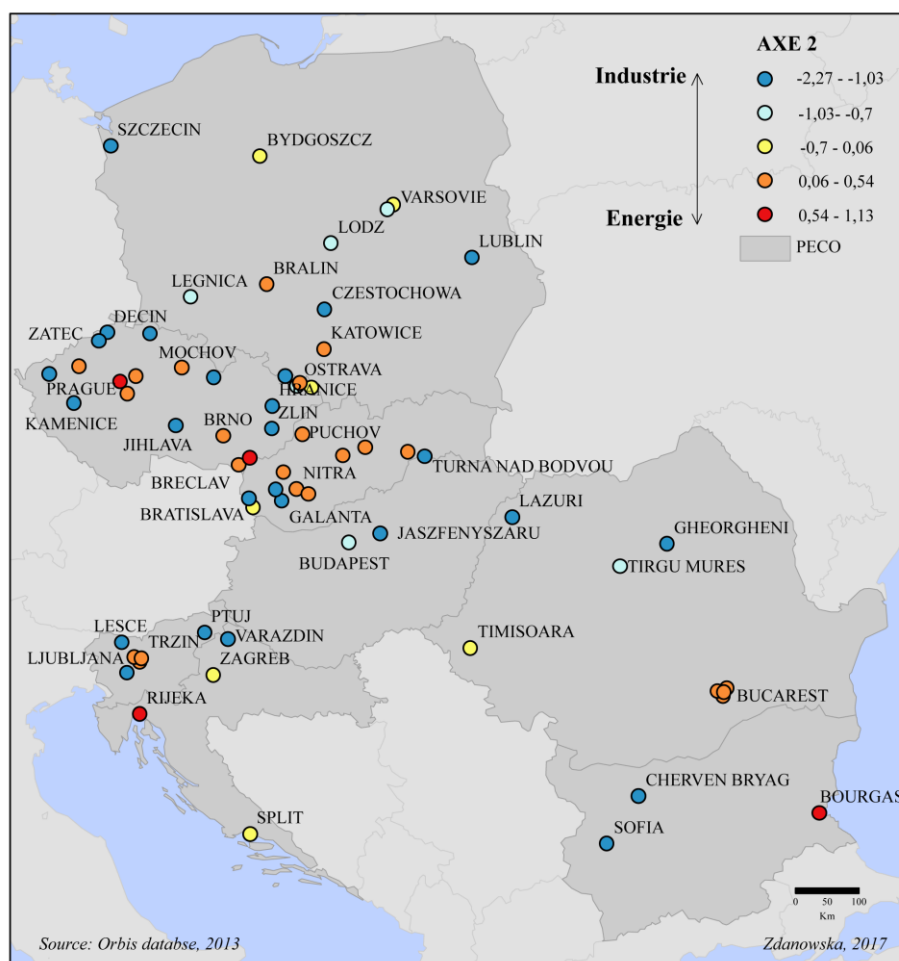 AXE 2
Industrie
Energie
-2,27 - -1,03
-1,03- -0,7
-0,7 - 0,06
0,06 - 0,54
0,54 - 1,13
PECO
SZCZECIN
BYDGOSZCZ
VARSOVIE
LODZ
LUBLIN
BRALIN
LEGNICA
CZESTOCHOWA
DECIN
ZATEC
KATOWICE
MOCHOV
OSTRAVA
PRAGUE
HRANICE
KAMENICE
ZLIN
BRNO
PUCHOV
JIHLAVA
TURNA NAD BODVOU
NITRA
BRECLAV
BRATISLAVA
GALANTA
LAZURI
JASZFENYSZARU
GHEORGHENI
BUDAPEST
TIRGU MURES
PTUJ
LESCE
TRZIN
VARAZDIN
TIMISOARA
LJUBLJANA
ZAGREB
RIJEKA
BUCAREST
CHERVEN BRYAG
BOURGAS
SPLIT
SOFIA
0 50 100
Km
Source: Orbis databse, 2013
Zdanowska, 2017